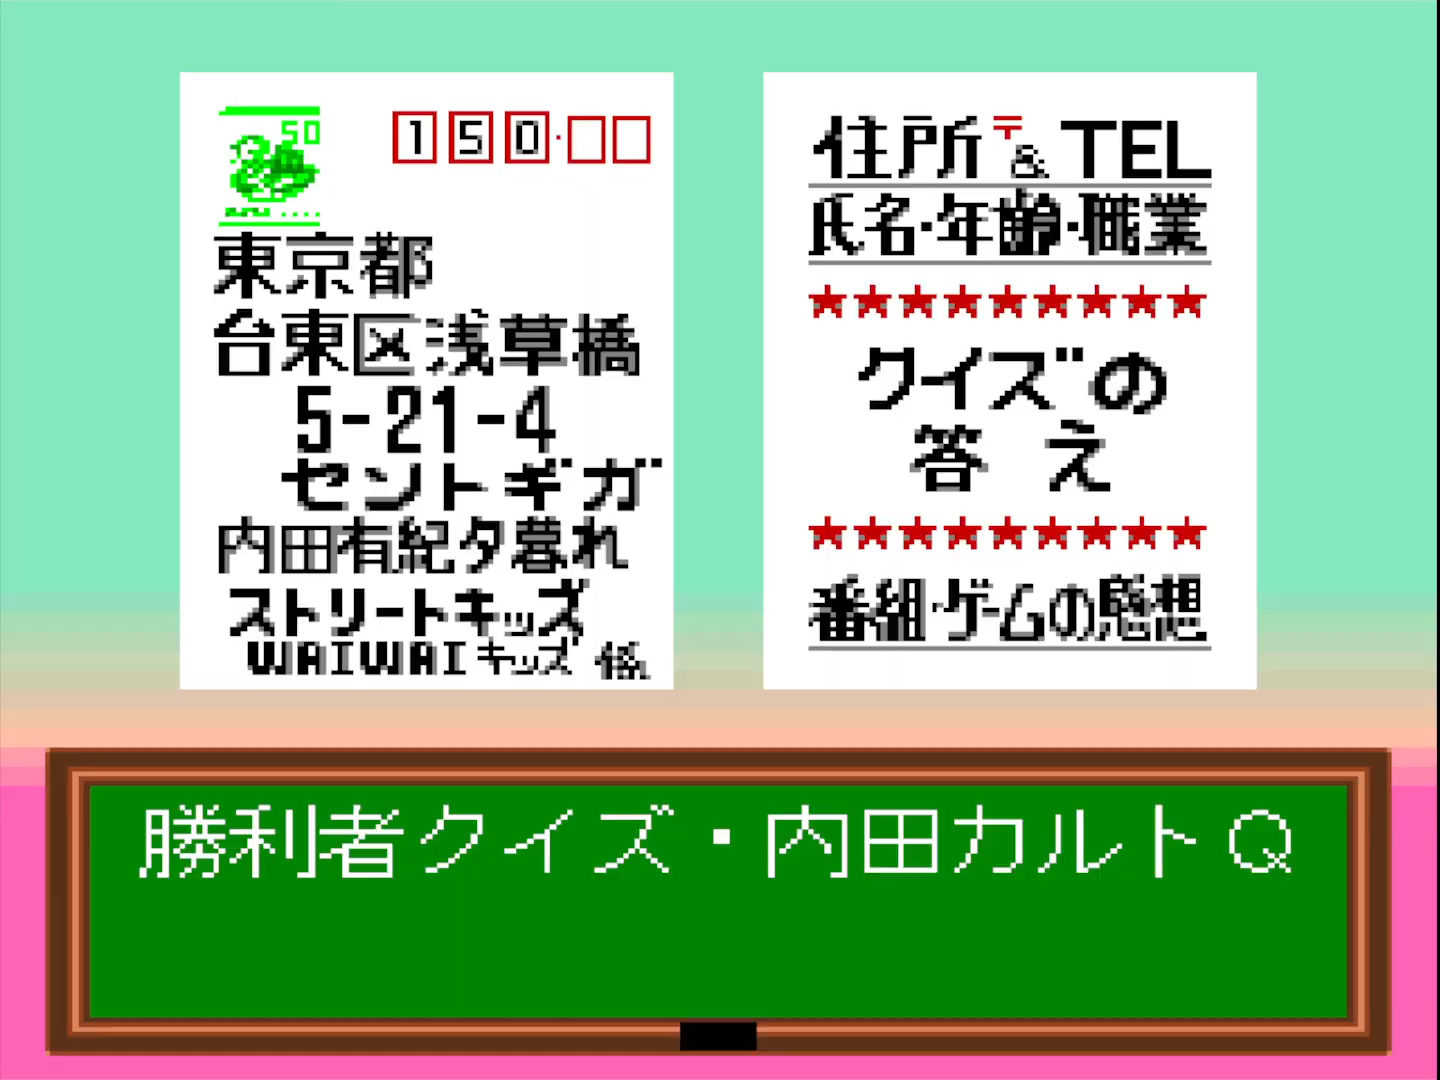 50
150-□□
東京都
台東区浅草橋
5-21-4
セントギガ
内田有紀夕暮れ
ストリートキッズ
WAIWAIキッズ 係
住所〒&TEL
氏名・年齢・職業
★★★★★★★★★
クイズの
答え
★★★★★★★★★
番組・ゲームの感想
勝利者クイズ・内田カルトQ